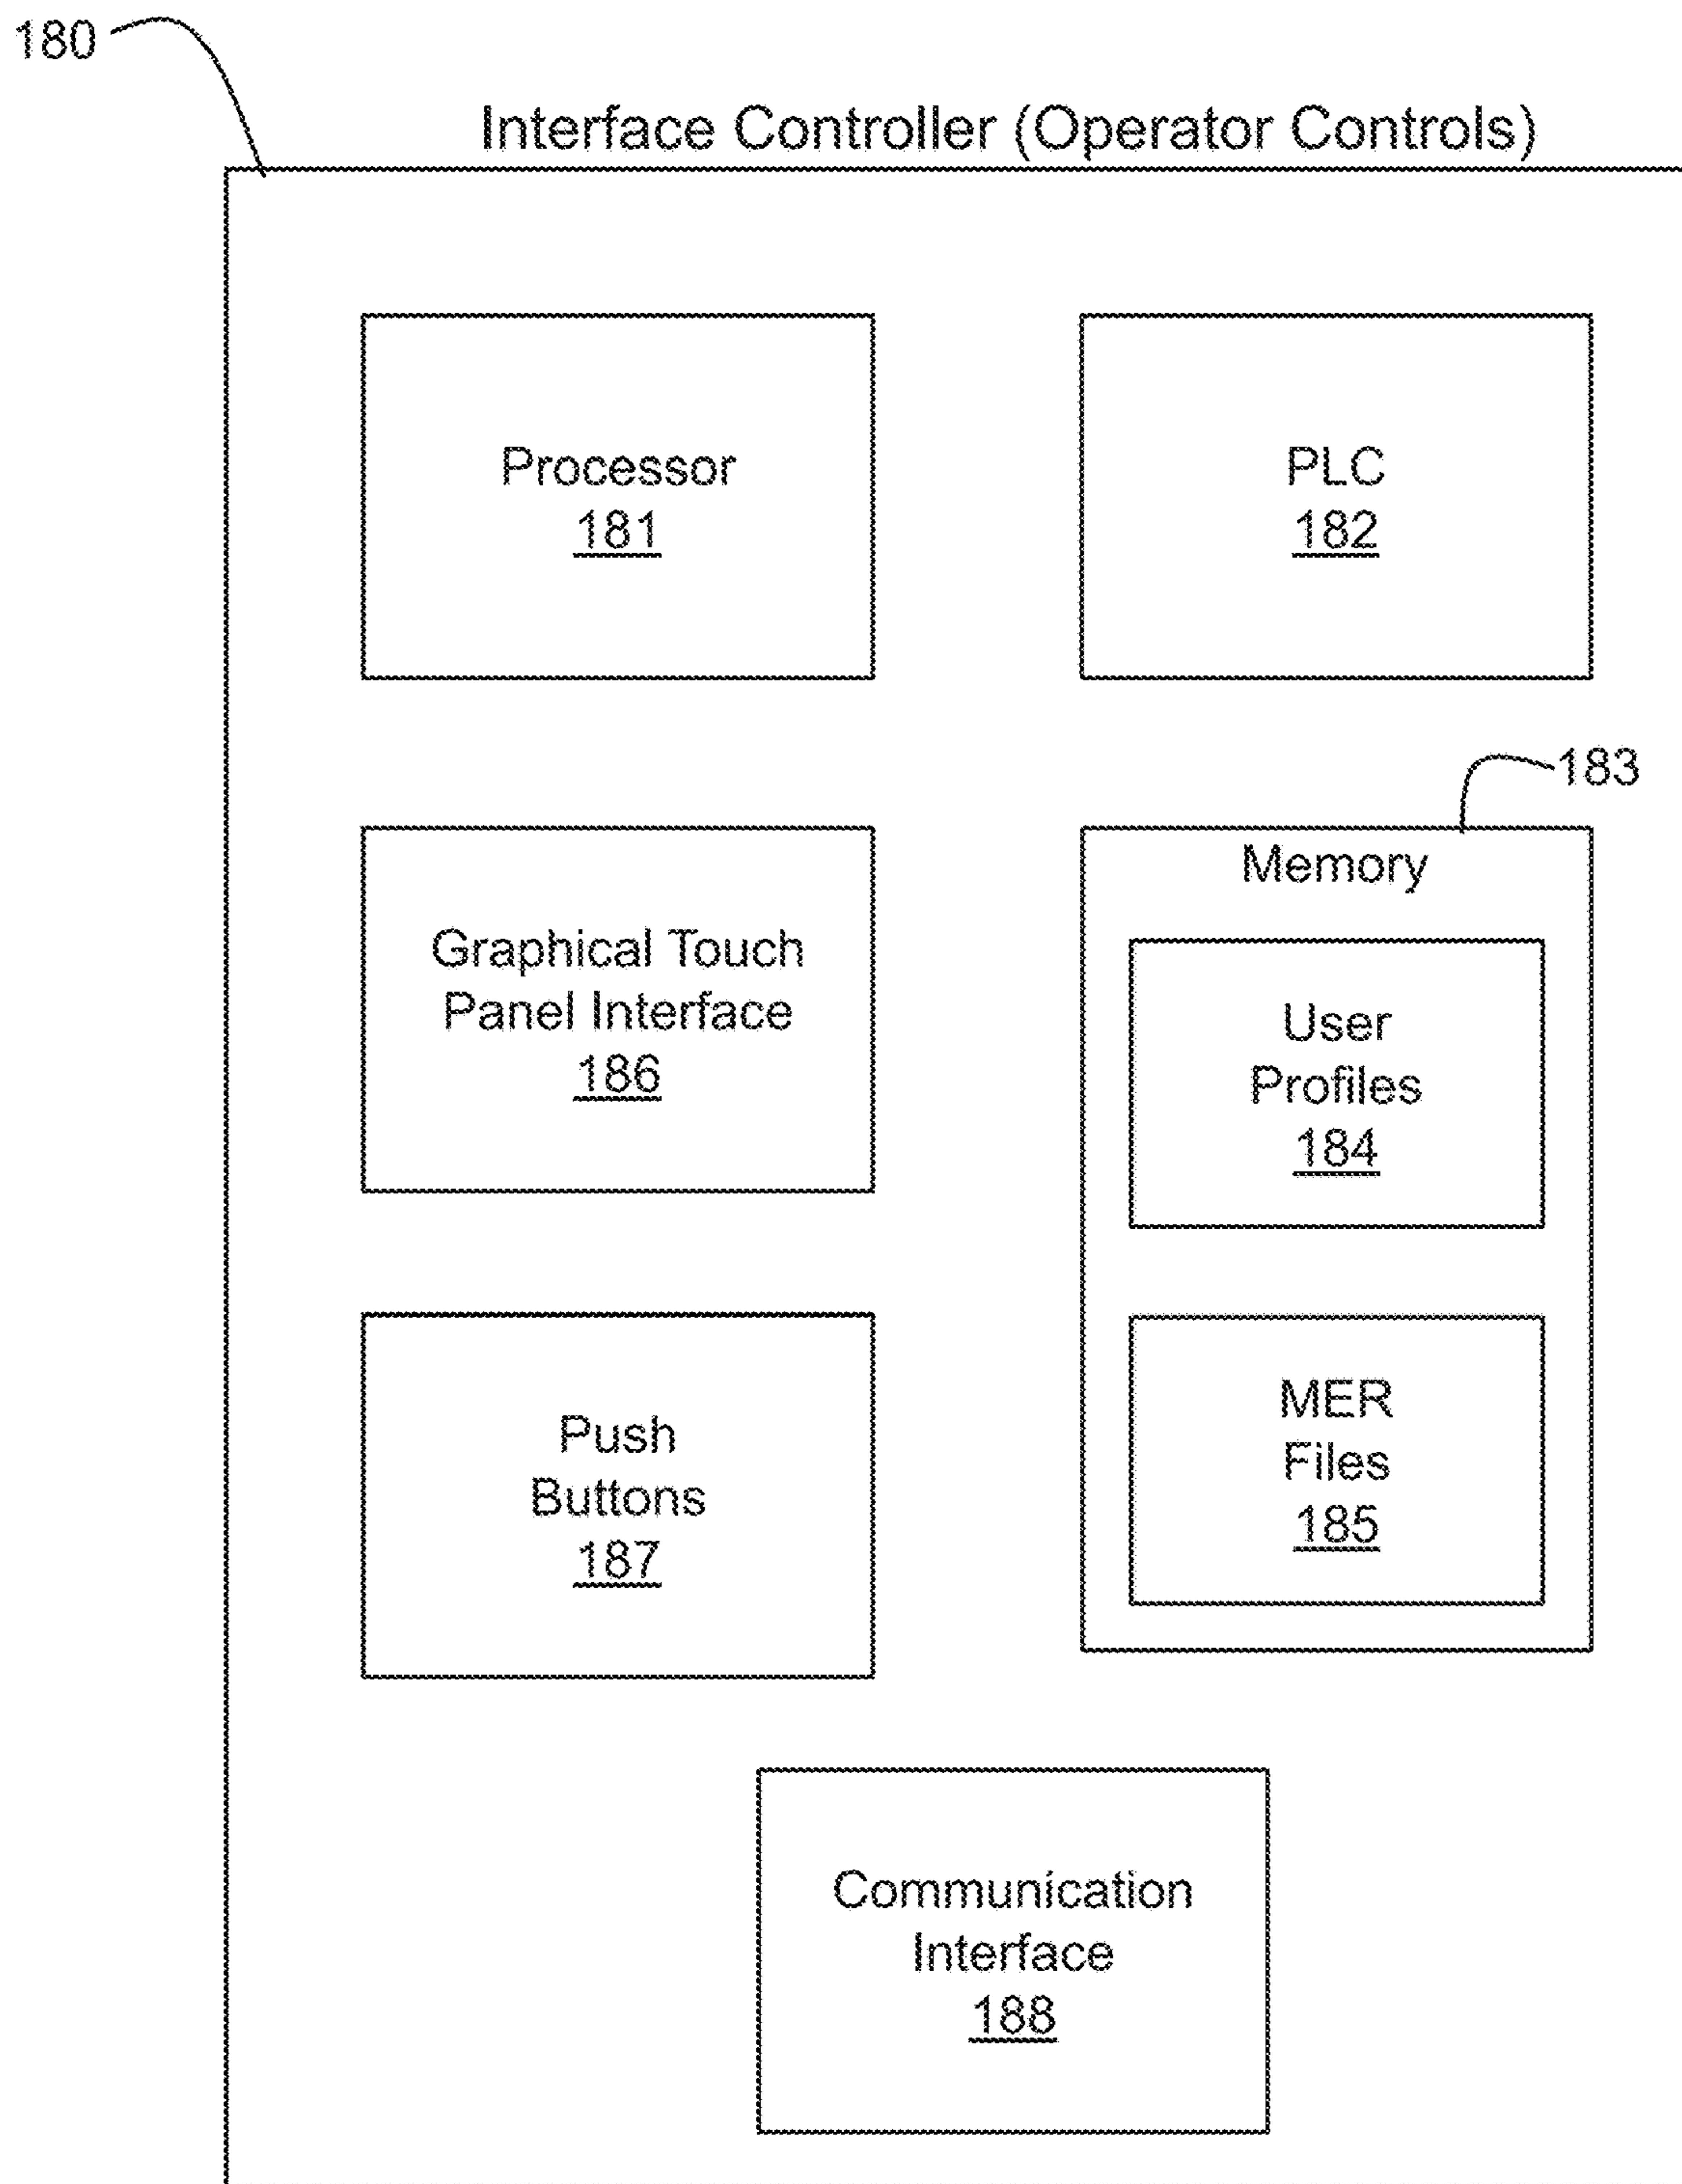 180
Interface Controller (Operator Controls)
Processor
181
PLC
182
183
Graphical Touch
Panel Interface
186
Memory
User
Profiles
184
Push
Buttons
187
MER
Files
185
Communication
Interface
188